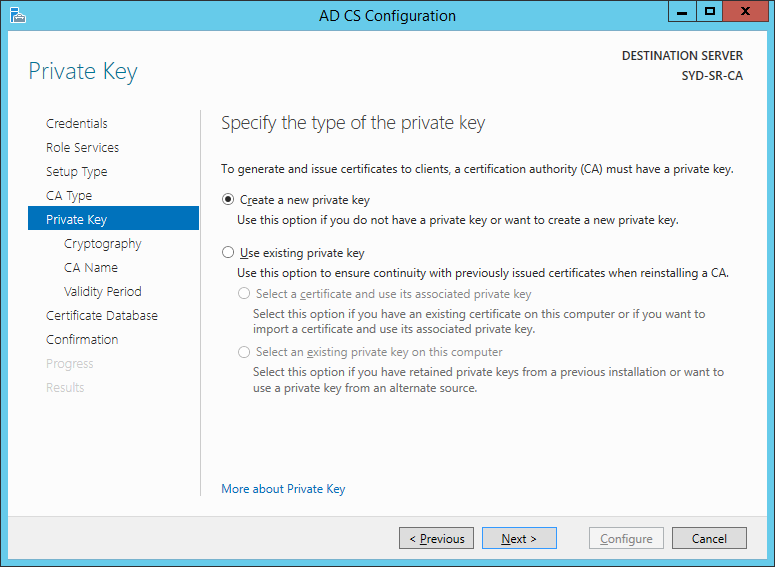 AD CS Configuration
Private Key
DESTINATION SERVER
SYD-SR-CA
Credentials
Role Services
Setup Type
CA Type
Private Key
Cryptography
CA Name
Validity Period
Certificate Database
Confirmation
Progress
Results
Specify the type of the private key
To generate and issue certificates to clients, a certification authority (CA) must have a private key.
Create a new private key
Use this option if you do not have a private key or want to create a new private key.
Use existing private key
Use this option to ensure continuity with previously issued certificates when reinstalling a CA.
Select a certificate and use its associated private key
Select this option if you have an existing certificate on this computer or if you want to
import a certificate and use its associated private key.
Select an existing private key on this computer
Select this option if you have retained private keys from a previous installation or want to
use a private key from an alternate source.
More about Private Key
< Previous
Next >
Configure
Cancel